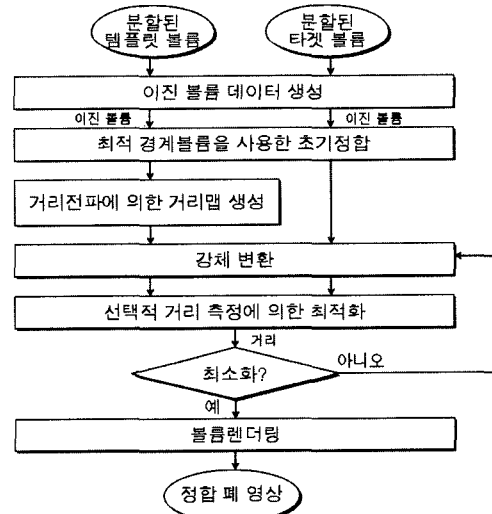 분할된 템플릿 볼륨
분할된 타겟 볼륨
이진 볼륨 데이터 생성
이진 볼륨
이진 볼륨
최적 경계볼륨을 사용한 초기정합
거리전파에 의한 거리맵 생성
강체 변환
선택적 거리 측정에 의한 최적화
거리
최소화?
아니오
예
볼륨렌더링
정합 폐 영상